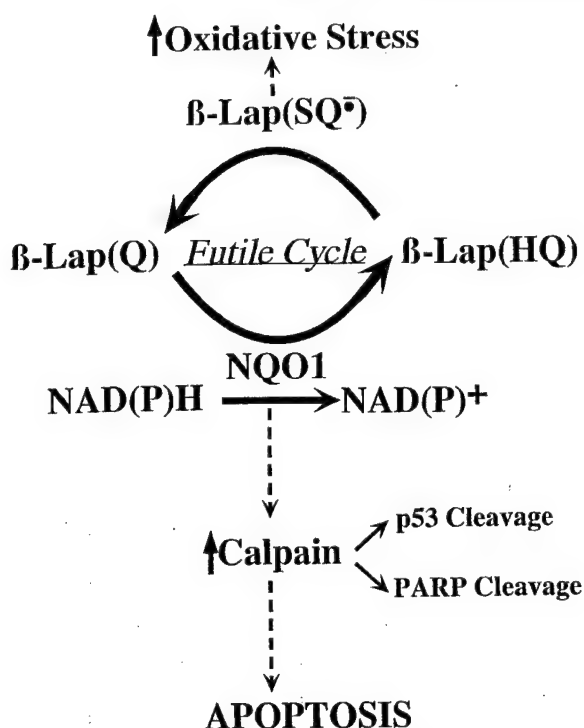 ↑Oxidative Stress
ß-Lap(SQ•̄)
ß-Lap(Q) Futile Cycle ß-Lap(HQ)
NQO1
NAD(P)H → NAD(P)+
p53 Cleavage
↑Calpain
PARP Cleavage
APOPTOSIS